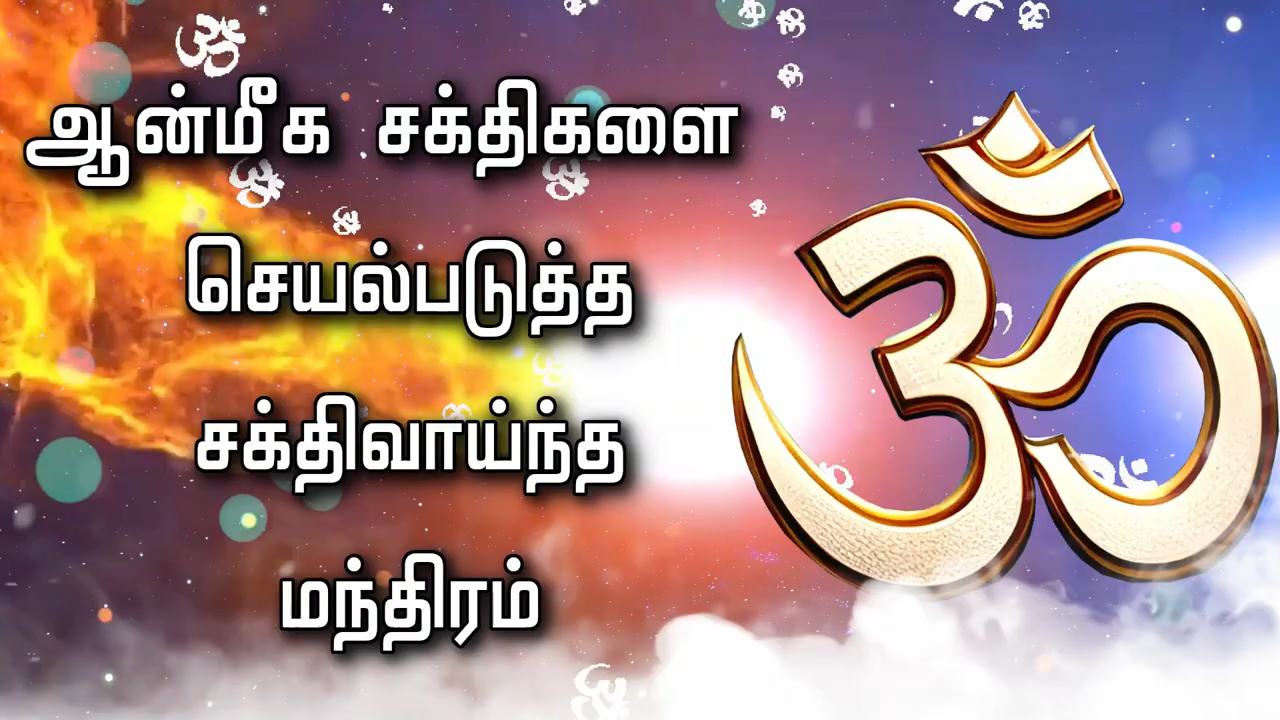 ஆன்மீக சக்திகளை
செயல்படுத்த
சக்திவாய்ந்த
மந்திரம்
ॐ